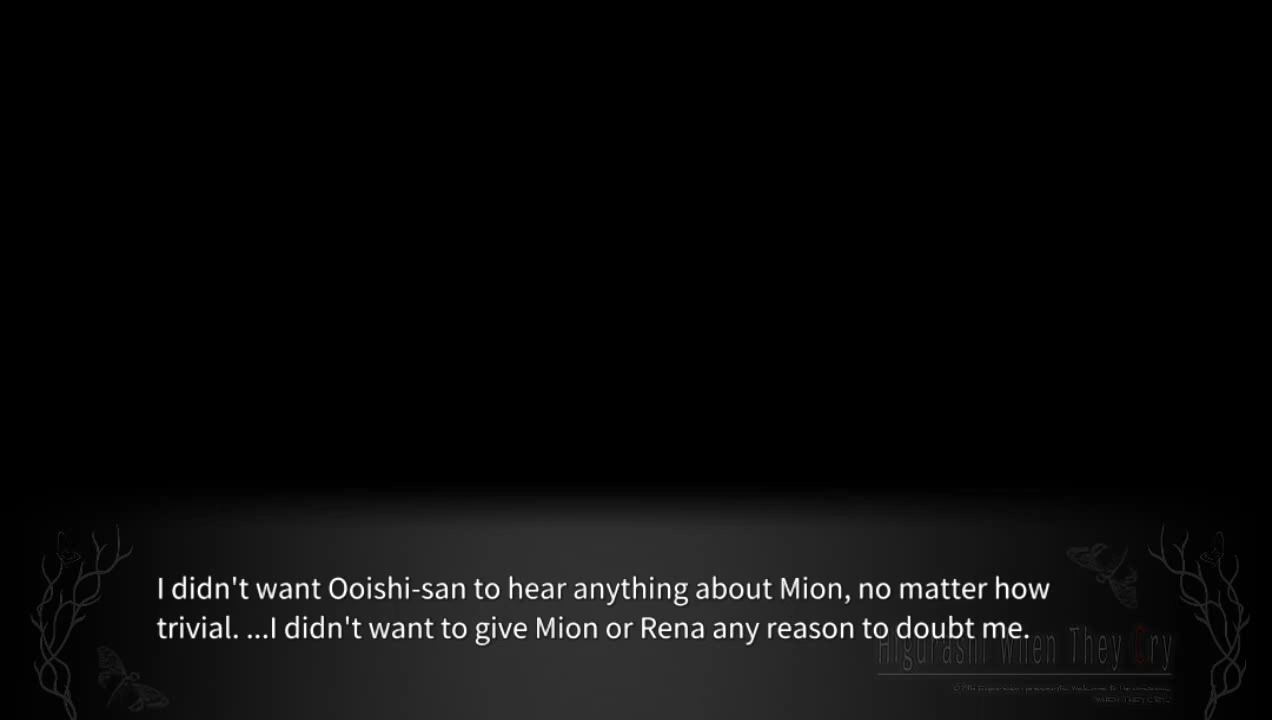 I didn't want Ooishi-san to hear anything about Mion, no matter how
trivial. ...I didn't want to give Mion or Rena any reason to doubt me.
Higurashi When They Cry